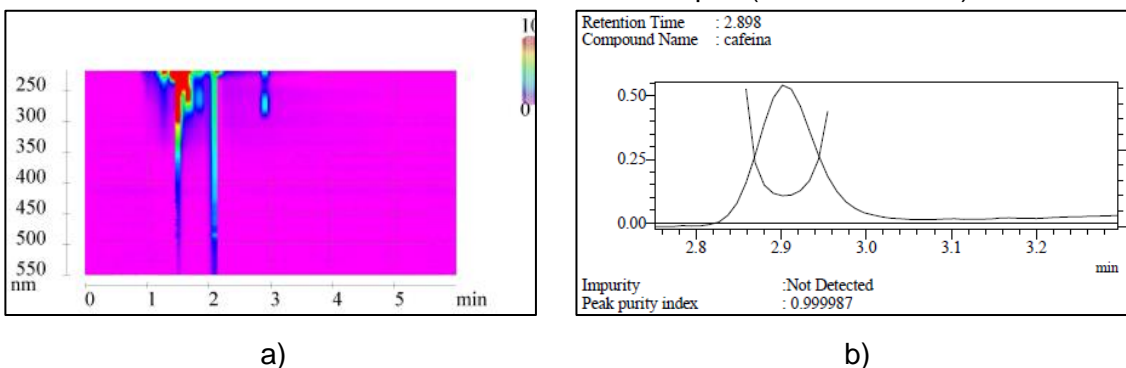 10
0
250
300
350
400
450
500
550
nm
0 1 2 3 4 5 min
a)
Retention Time : 2.898
Compound Name : cafeina
0.50
0.25
0.00
2.8 2.9 3.0 3.1 3.2
min
Impurity :Not Detected
Peak purity index : 0.999987
b)